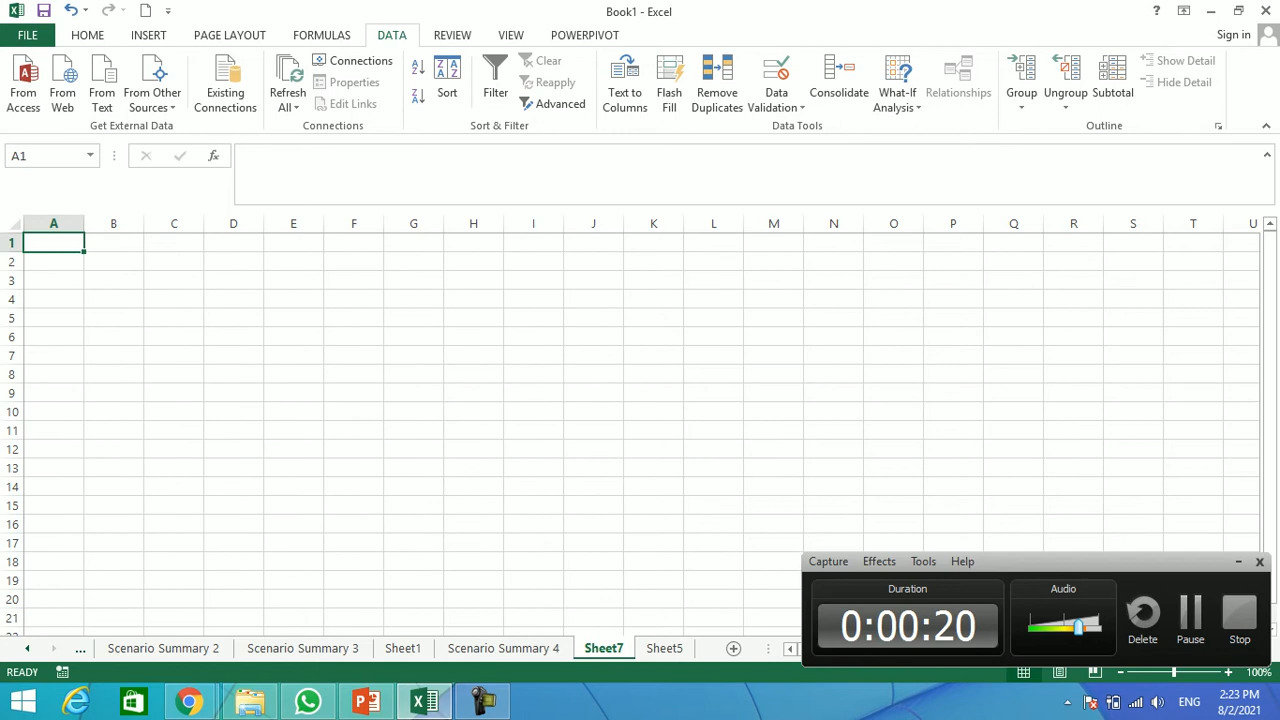 Book1 - Excel
?
FILE HOME INSERT PAGE LAYOUT FORMULAS DATA REVIEW VIEW POWERPIVOT Sign in
From Access
From Web
From Text
From Other Sources
Existing Connections
Get External Data
Refresh All
Connections
Properties
Edit Links
Connections
Sort
Filter
Clear
Reapply
Advanced
Sort & Filter
Text to Columns
Flash Fill
Remove Duplicates
Data Validation
Consolidate
What-If Analysis
Relationships
Data Tools
Group
Ungroup
Subtotal
Show Detail
Hide Detail
Outline
A1 fx
A B C D E F G H I J K L M N O P Q R S T U
1
2
3
4
5
6
7
8
9
10
11
12
13
14
15
16
17
18
19
20
21
Capture Effects Tools Help
Duration Audio
0:00:20
Delete Pause Stop
... Scenario Summary 2 Scenario Summary 3 Sheet1 Scenario Summary 4 Sheet7 Sheet5
READY 100%
ENG 2:23 PM
8/2/2021